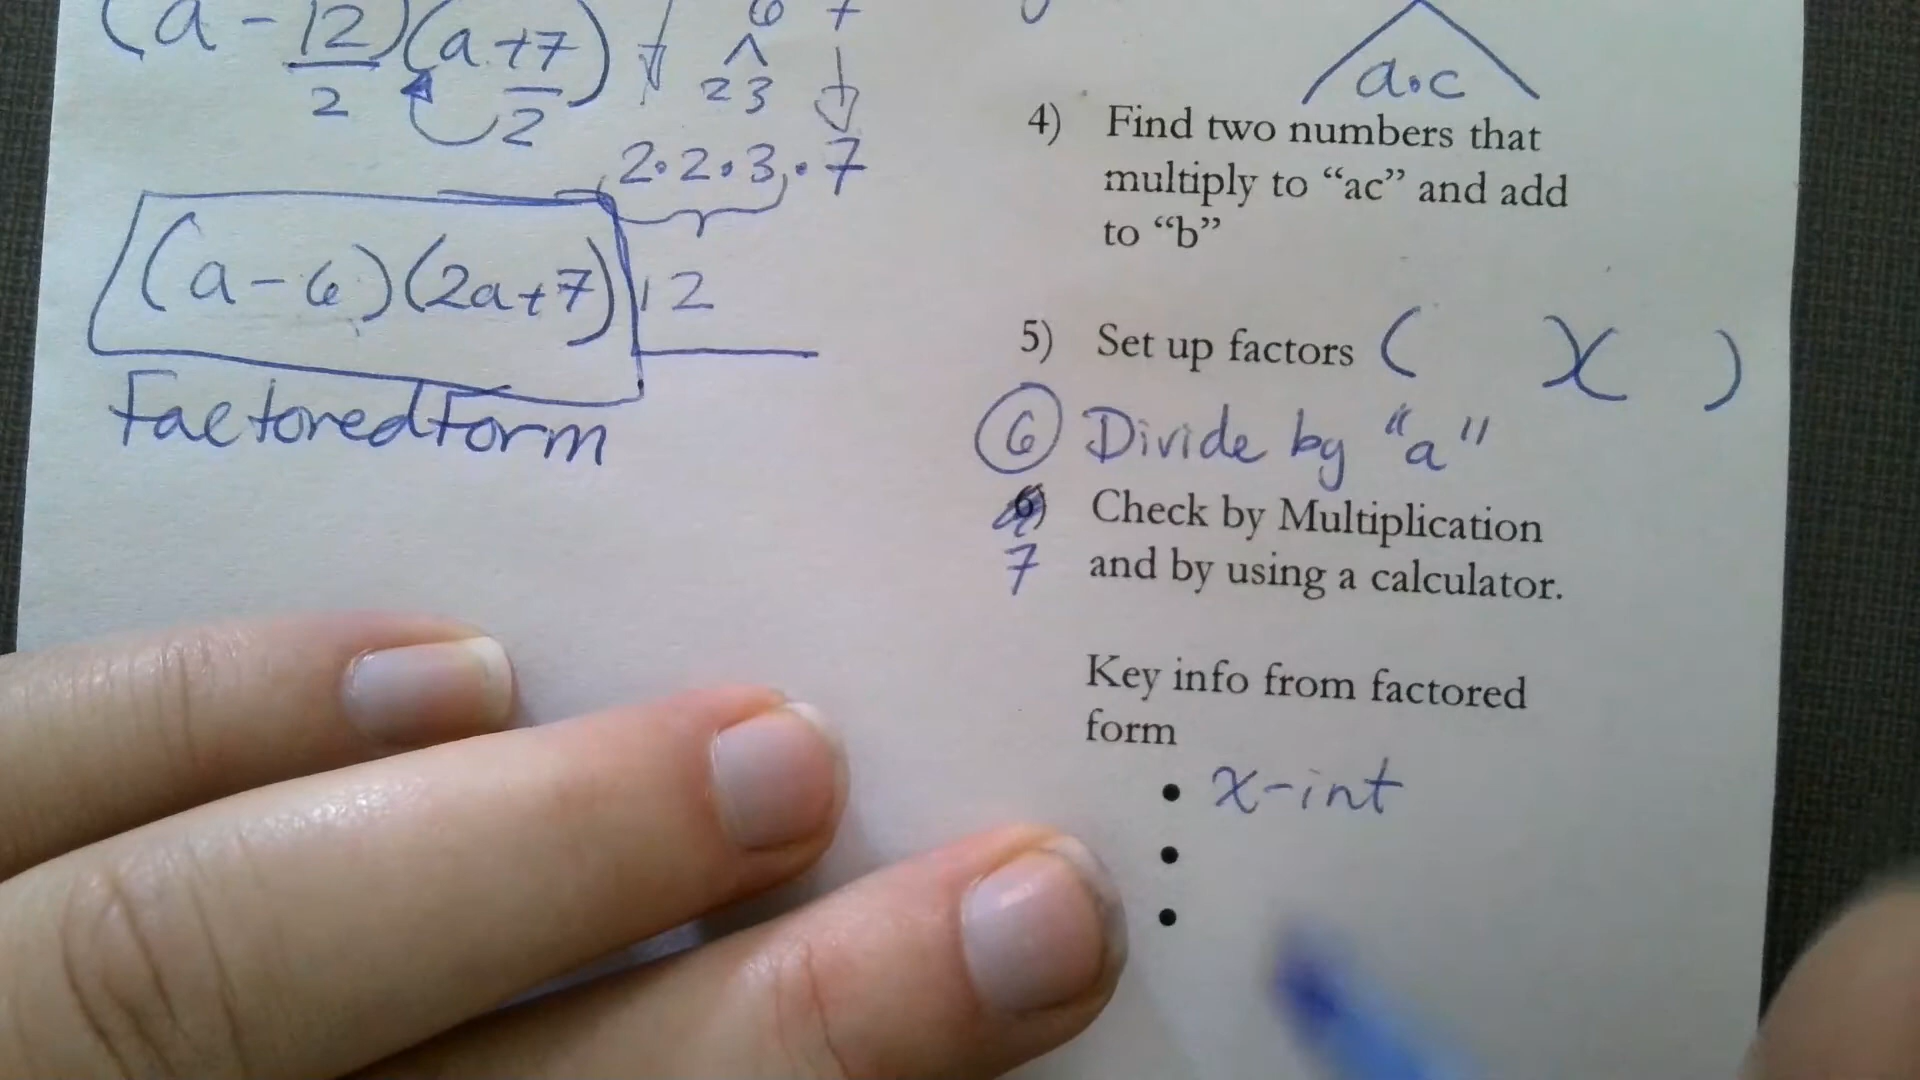 (a - 12/2)(a + 7/2)
6 7
2 3
2·2·3·7
(a-6)(2a+7)
12
Factored Form
a·c
4) Find two numbers that
multiply to “ac” and add
to “b”
5) Set up factors ( )( )
6 Divide by "a"
7 Check by Multiplication
and by using a calculator.
Key info from factored
form
• x-int
•
•